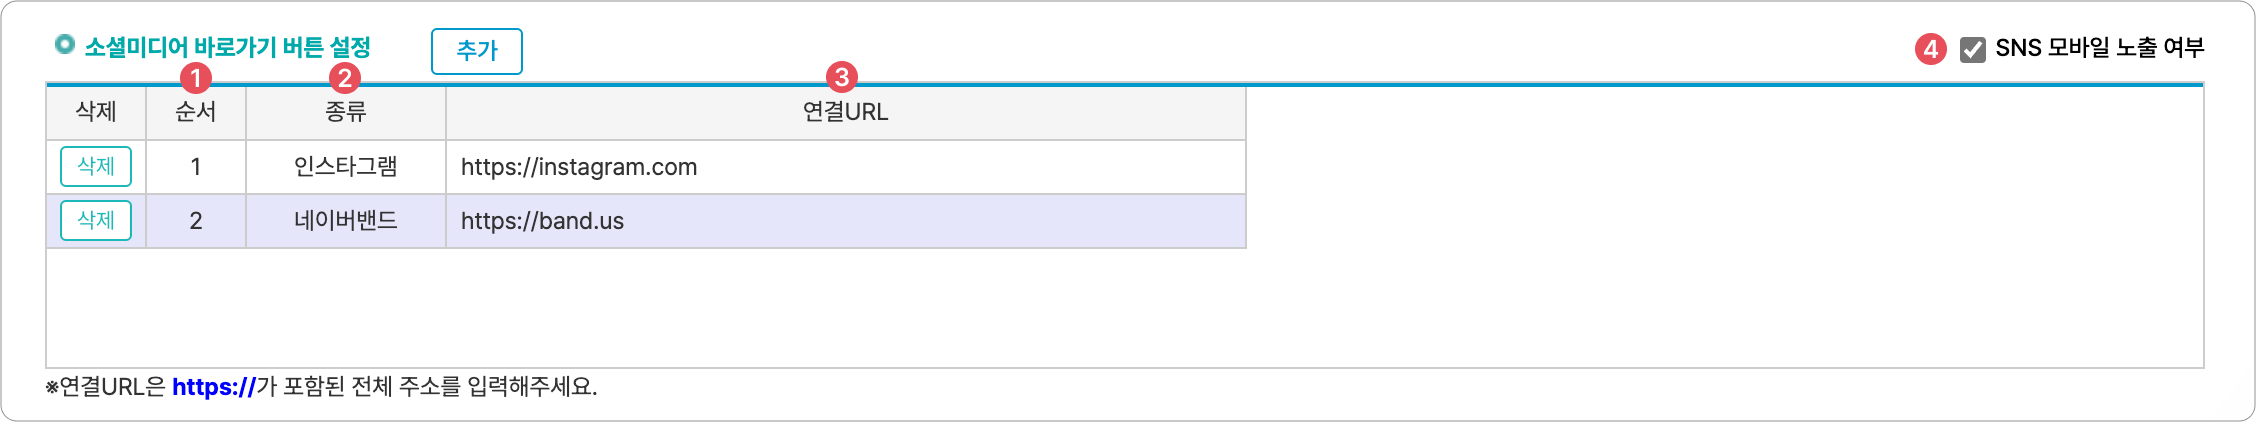 소셜미디어 바로가기 버튼 설정 추가 4 SNS 모바일 노출 여부
1 2 3
삭제 순서 종류 연결URL
삭제 1 인스타그램 https://instagram.com
삭제 2 네이버밴드 https://band.us
※연결URL은 https://가 포함된 전체 주소를 입력해주세요.